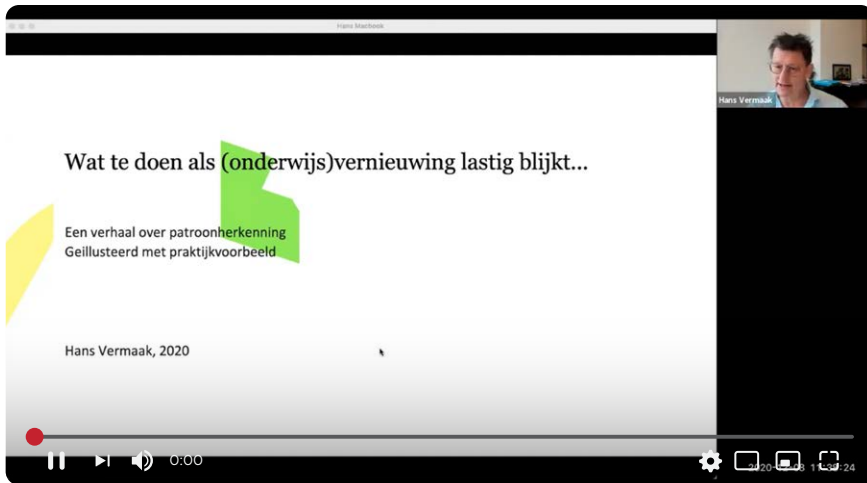 Hans Macbook
Hans Vermaak
Wat te doen als (onderwijs)vernieuwing lastig blijkt...
Een verhaal over patroonherkenning
Geillusteerd met praktijkvoorbeeld
Hans Vermaak, 2020
0:00